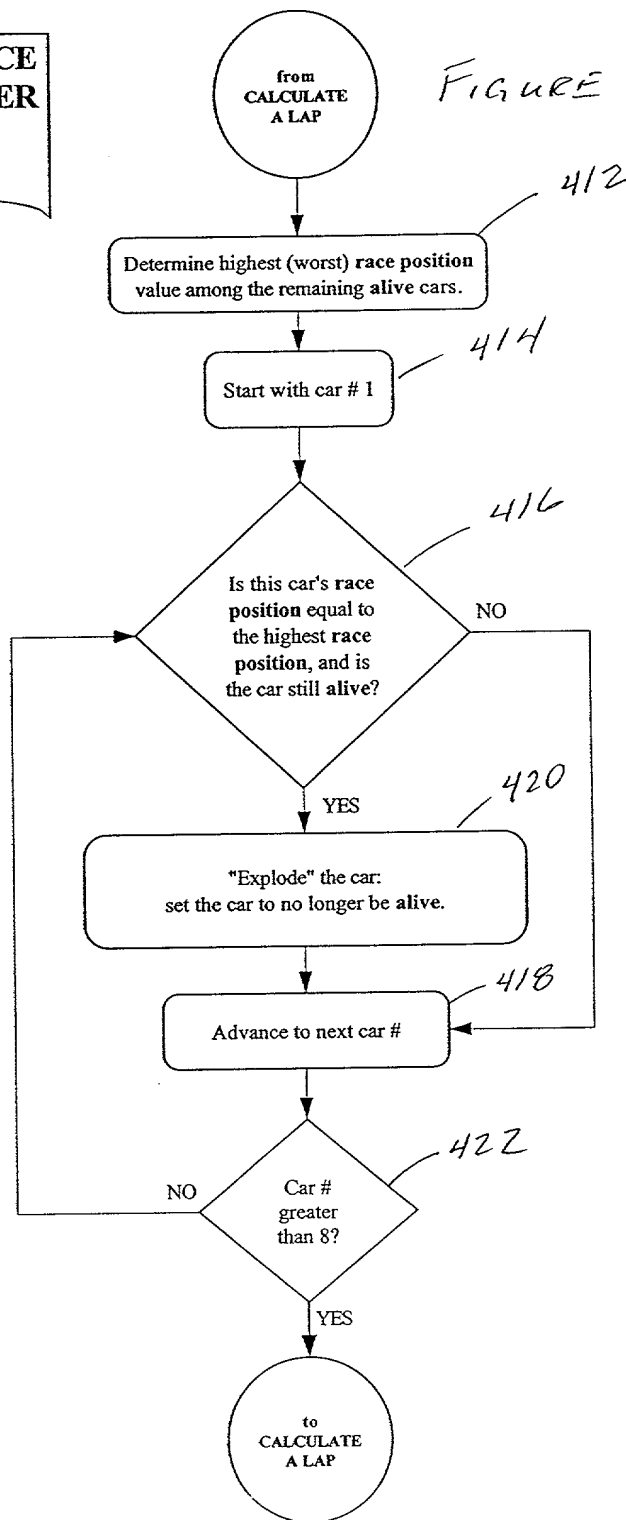 CE
ER
FIGURE
from
CALCULATE
A LAP
412
Determine highest (worst) race position
value among the remaining alive cars.
414
Start with car # 1
416
Is this car's race
position equal to
the highest race
position, and is
the car still alive?
NO
YES
420
"Explode" the car:
set the car to no longer be alive.
418
Advance to next car #
422
Car #
greater
than 8?
NO
YES
to
CALCULATE
A LAP